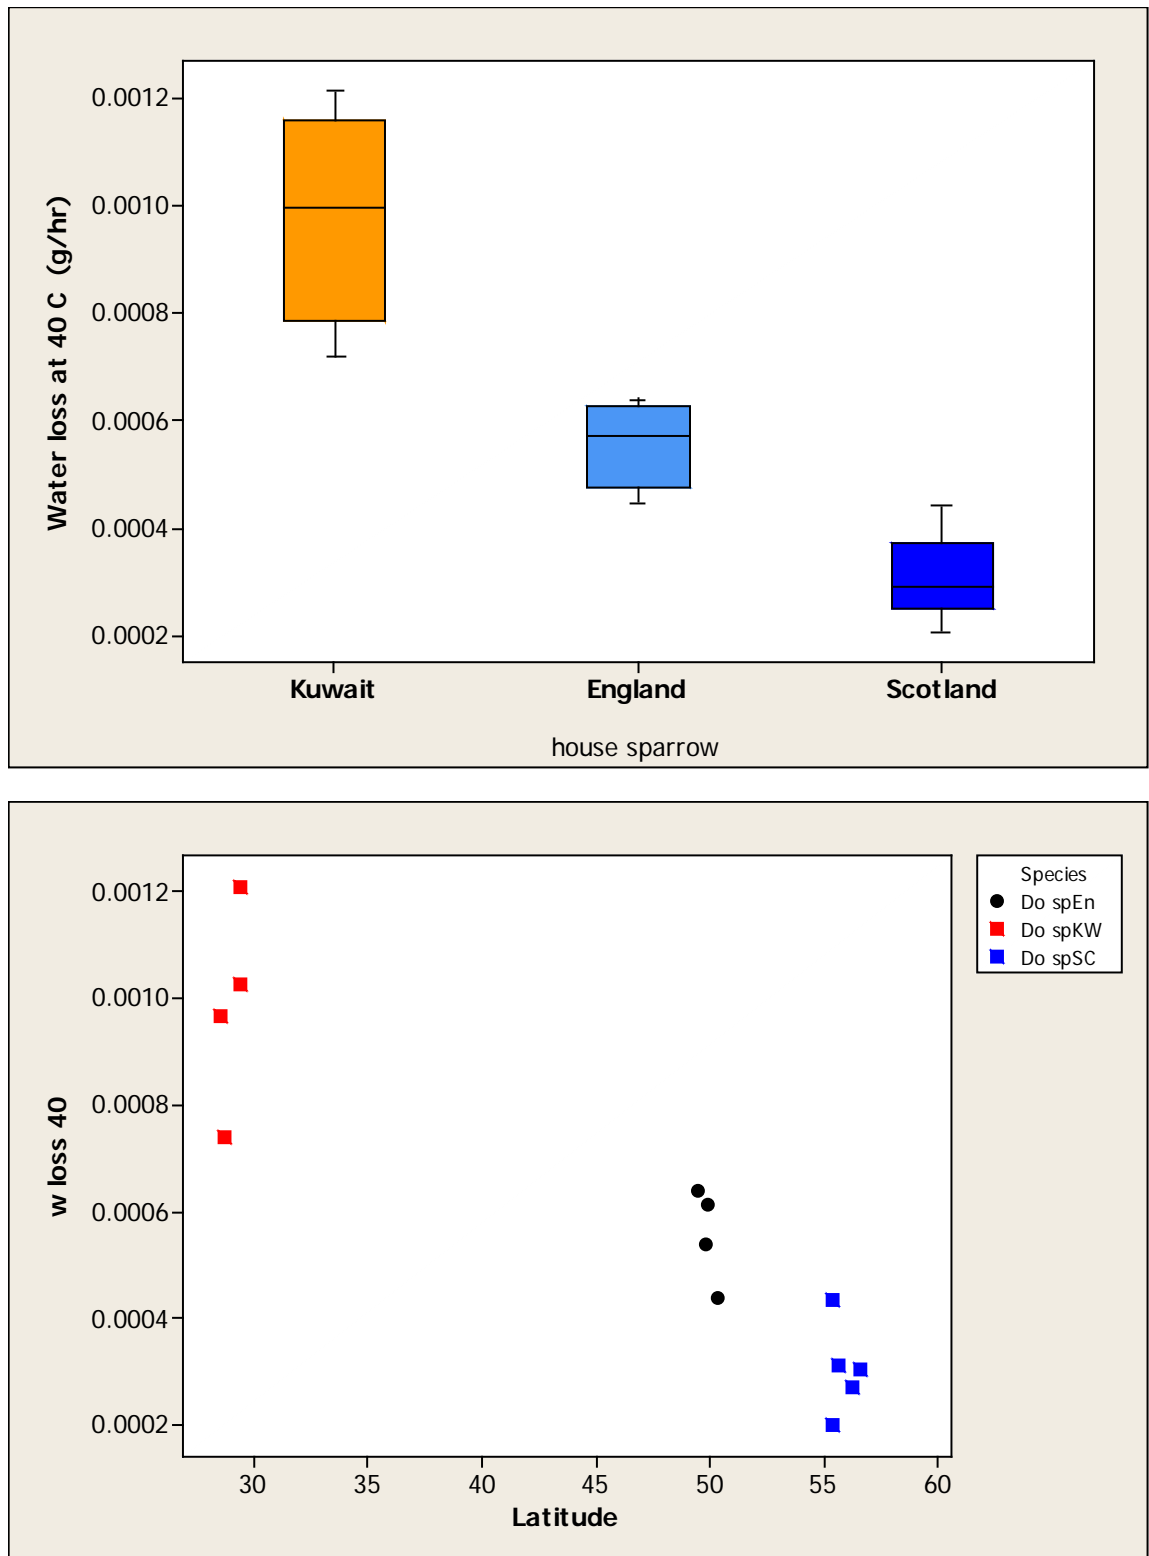 0.0012
0.0010
0.0008
0.0006
0.0004
0.0002
Water loss at 40 C (g/hr)
Kuwait England Scotland
house sparrow
0.0012
0.0010
0.0008
0.0006
0.0004
0.0002
w loss 40
30 35 40 45 50 55 60
Latitude
Species
Do spEn
Do spKW
Do spSC